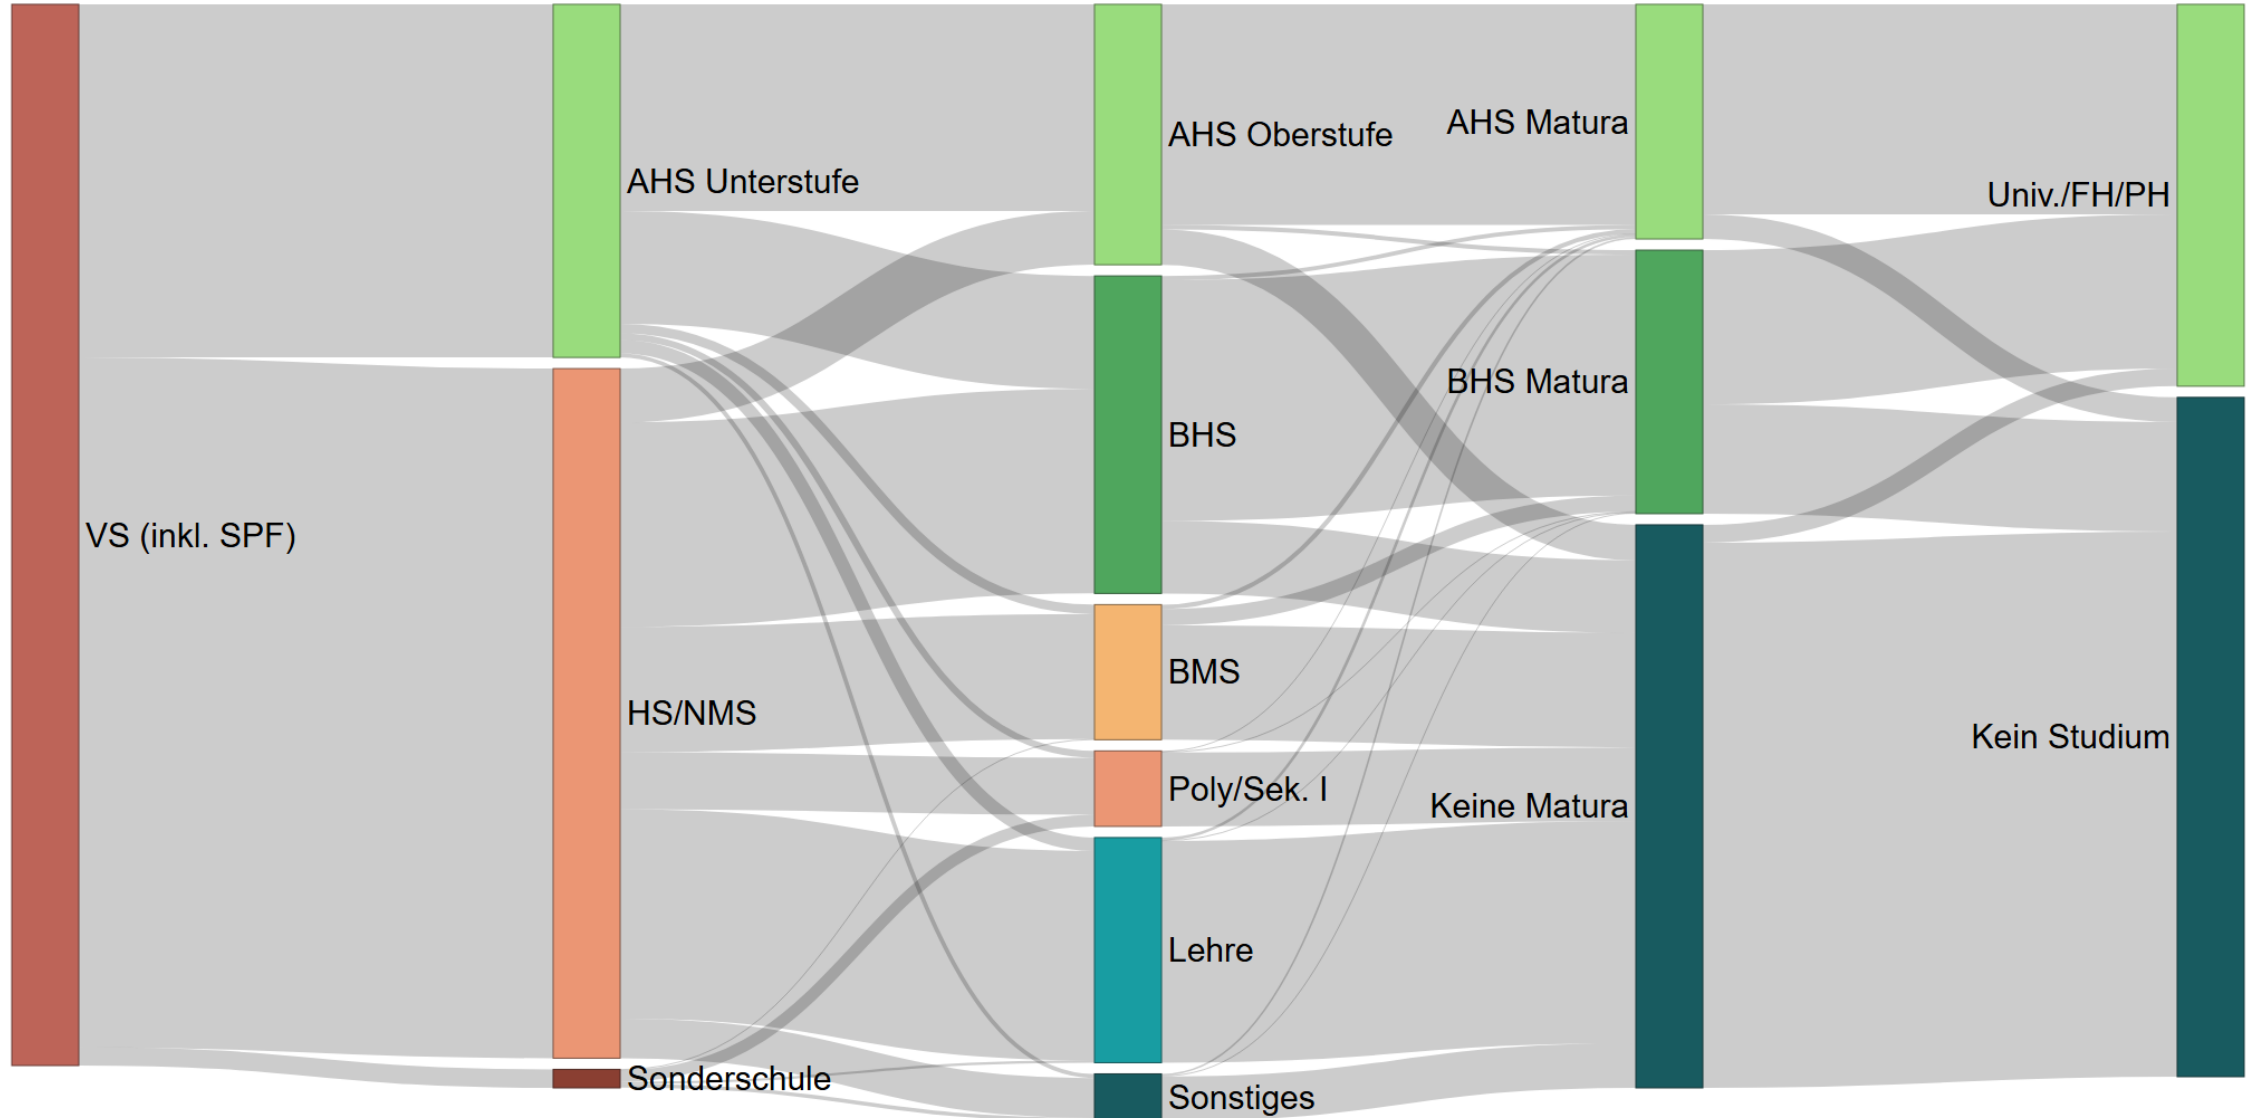 VS (inkl. SPF)
AHS Unterstufe
HS/NMS
Sonderschule
AHS Oberstufe
BHS
BMS
Poly/Sek. I
Lehre
Sonstiges
AHS Matura
BHS Matura
Keine Matura
Univ./FH/PH
Kein Studium